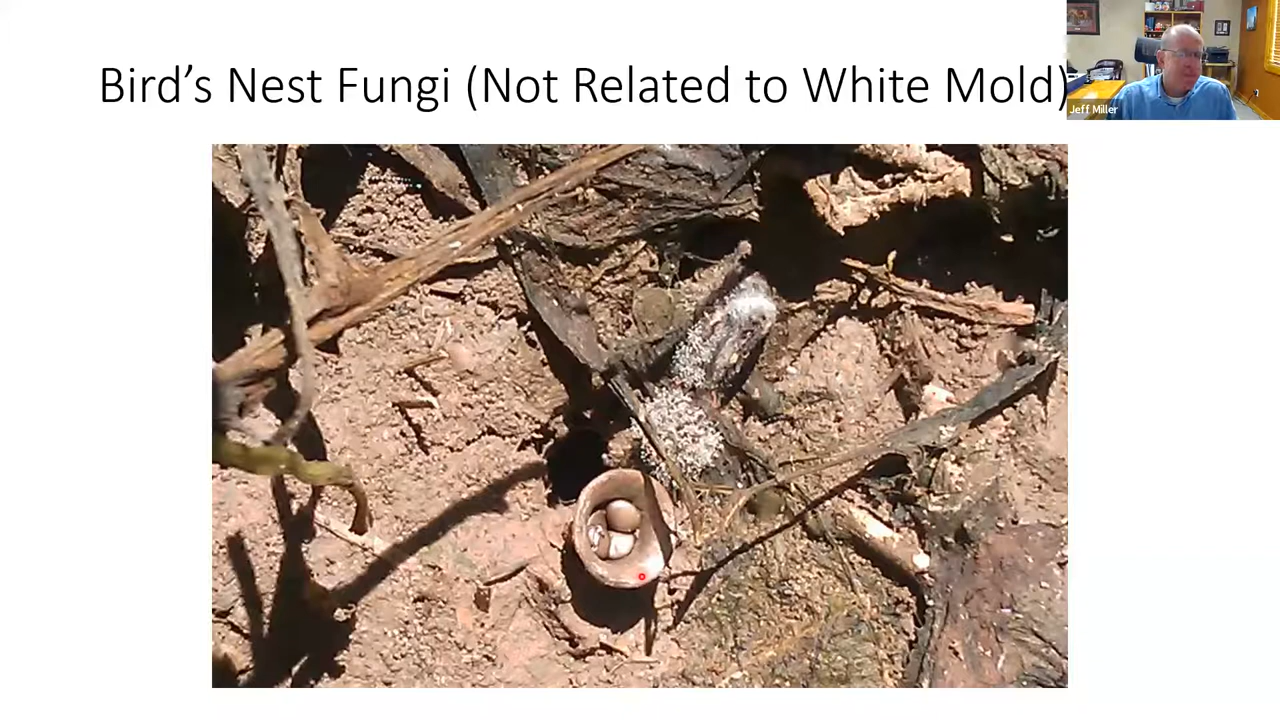 Bird’s Nest Fungi (Not Related to White Mold)
Jeff Miller